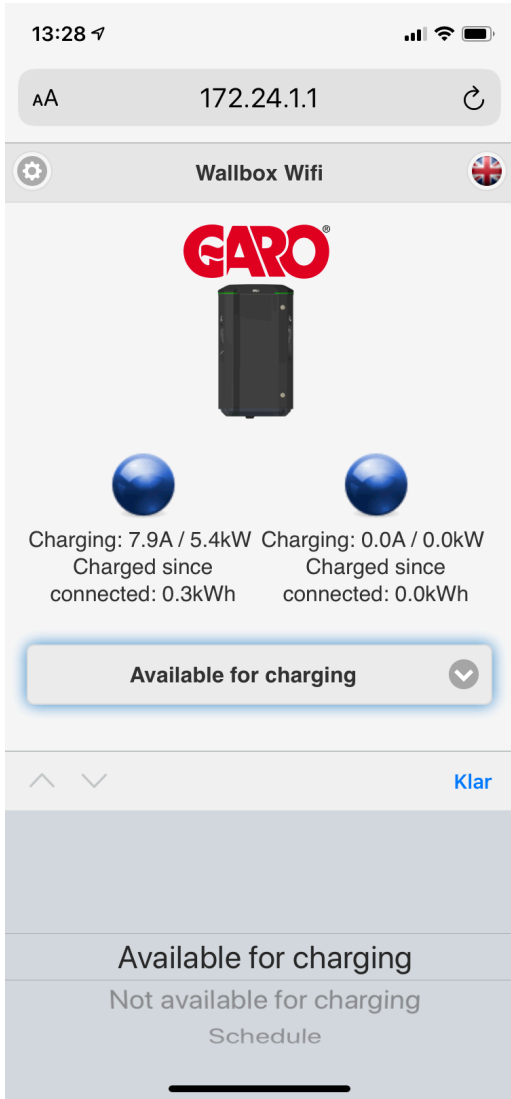 13:28
AA 172.24.1.1
Wallbox Wifi
GARO®
Charging: 7.9A / 5.4kW
Charged since
connected: 0.3kWh
Charging: 0.0A / 0.0kW
Charged since
connected: 0.0kWh
Available for charging
Klar
Available for charging
Not available for charging
Schedule